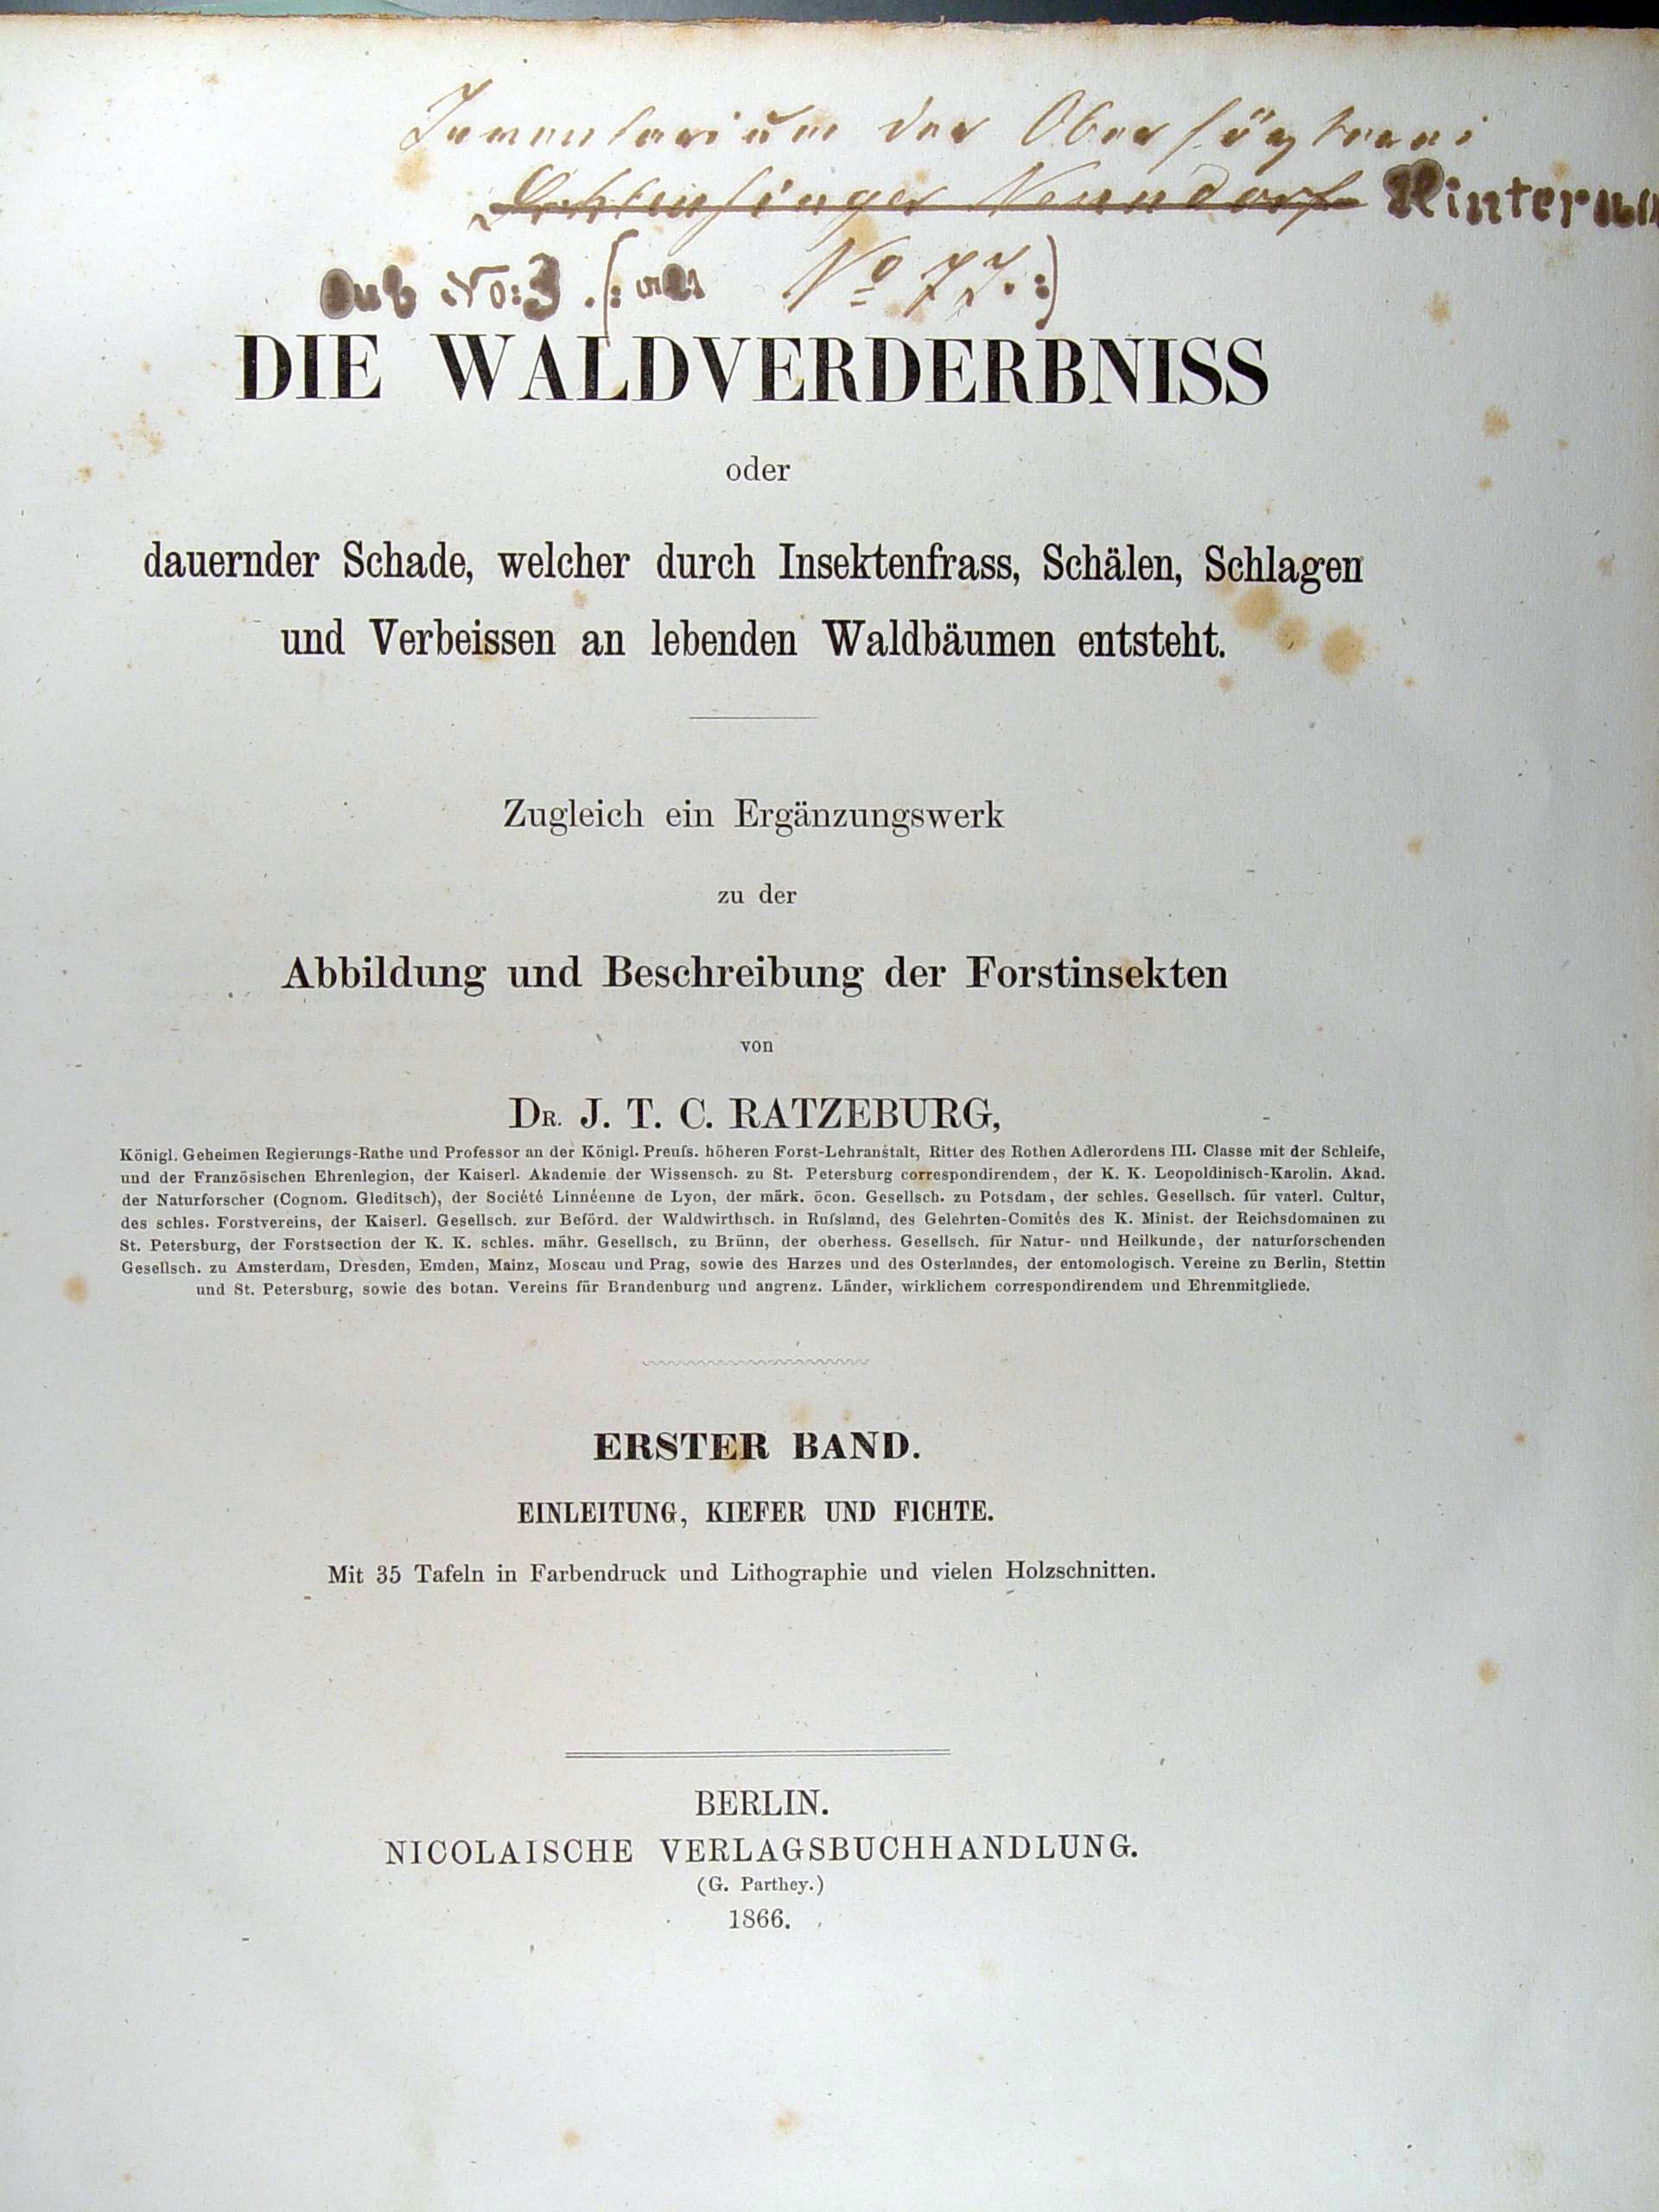 Inventarium der Oberförsterei
Neundorf
sub No: 3. (: No 77. :)
DIE WALDVERDERBNISS
oder
dauernder Schade, welcher durch Insektenfrass, Schälen, Schlagen
und Verbeissen an lebenden Waldbäumen entsteht.
Zugleich ein Ergänzungswerk
zu der
Abbildung und Beschreibung der Forstinsekten
von
DR. J. T. C. RATZEBURG,
Königl. Geheimen Regierungs-Rathe und Professor an der Königl. Preuſs. höheren Forst-Lehranstalt, Ritter des Rothen Adlerordens III. Classe mit der Schleife,
und der Französischen Ehrenlegion, der Kaiserl. Akademie der Wissensch. zu St. Petersburg correspondirendem, der K. K. Leopoldinisch-Karolin. Akad.
der Naturforscher (Cognom. Gleditsch), der Société Linnéenne de Lyon, der märk. öcon. Gesellsch. zu Potsdam, der schles. Gesellsch. für vaterl. Cultur,
des schles. Forstvereins, der Kaiserl. Gesellsch. zur Beförd. der Waldwirthsch. in Ruſsland, des Gelehrten-Comités des K. Minist. der Reichsdomainen zu
St. Petersburg, der Forstsection der K. K. schles. mähr. Gesellsch. zu Brünn, der oberhess. Gesellsch. für Natur- und Heilkunde, der naturforschenden
Gesellsch. zu Amsterdam, Dresden, Emden, Mainz, Moscau und Prag, sowie des Harzes und des Osterlandes, der entomologisch. Vereine zu Berlin, Stettin
und St. Petersburg, sowie des botan. Vereins für Brandenburg und angrenz. Länder, wirklichem correspondirendem und Ehrenmitgliede.
ERSTER BAND.
EINLEITUNG, KIEFER UND FICHTE.
Mit 35 Tafeln in Farbendruck und Lithographie und vielen Holzschnitten.
BERLIN.
NICOLAISCHE VERLAGSBUCHHANDLUNG.
(G. Parthey.)
1866.